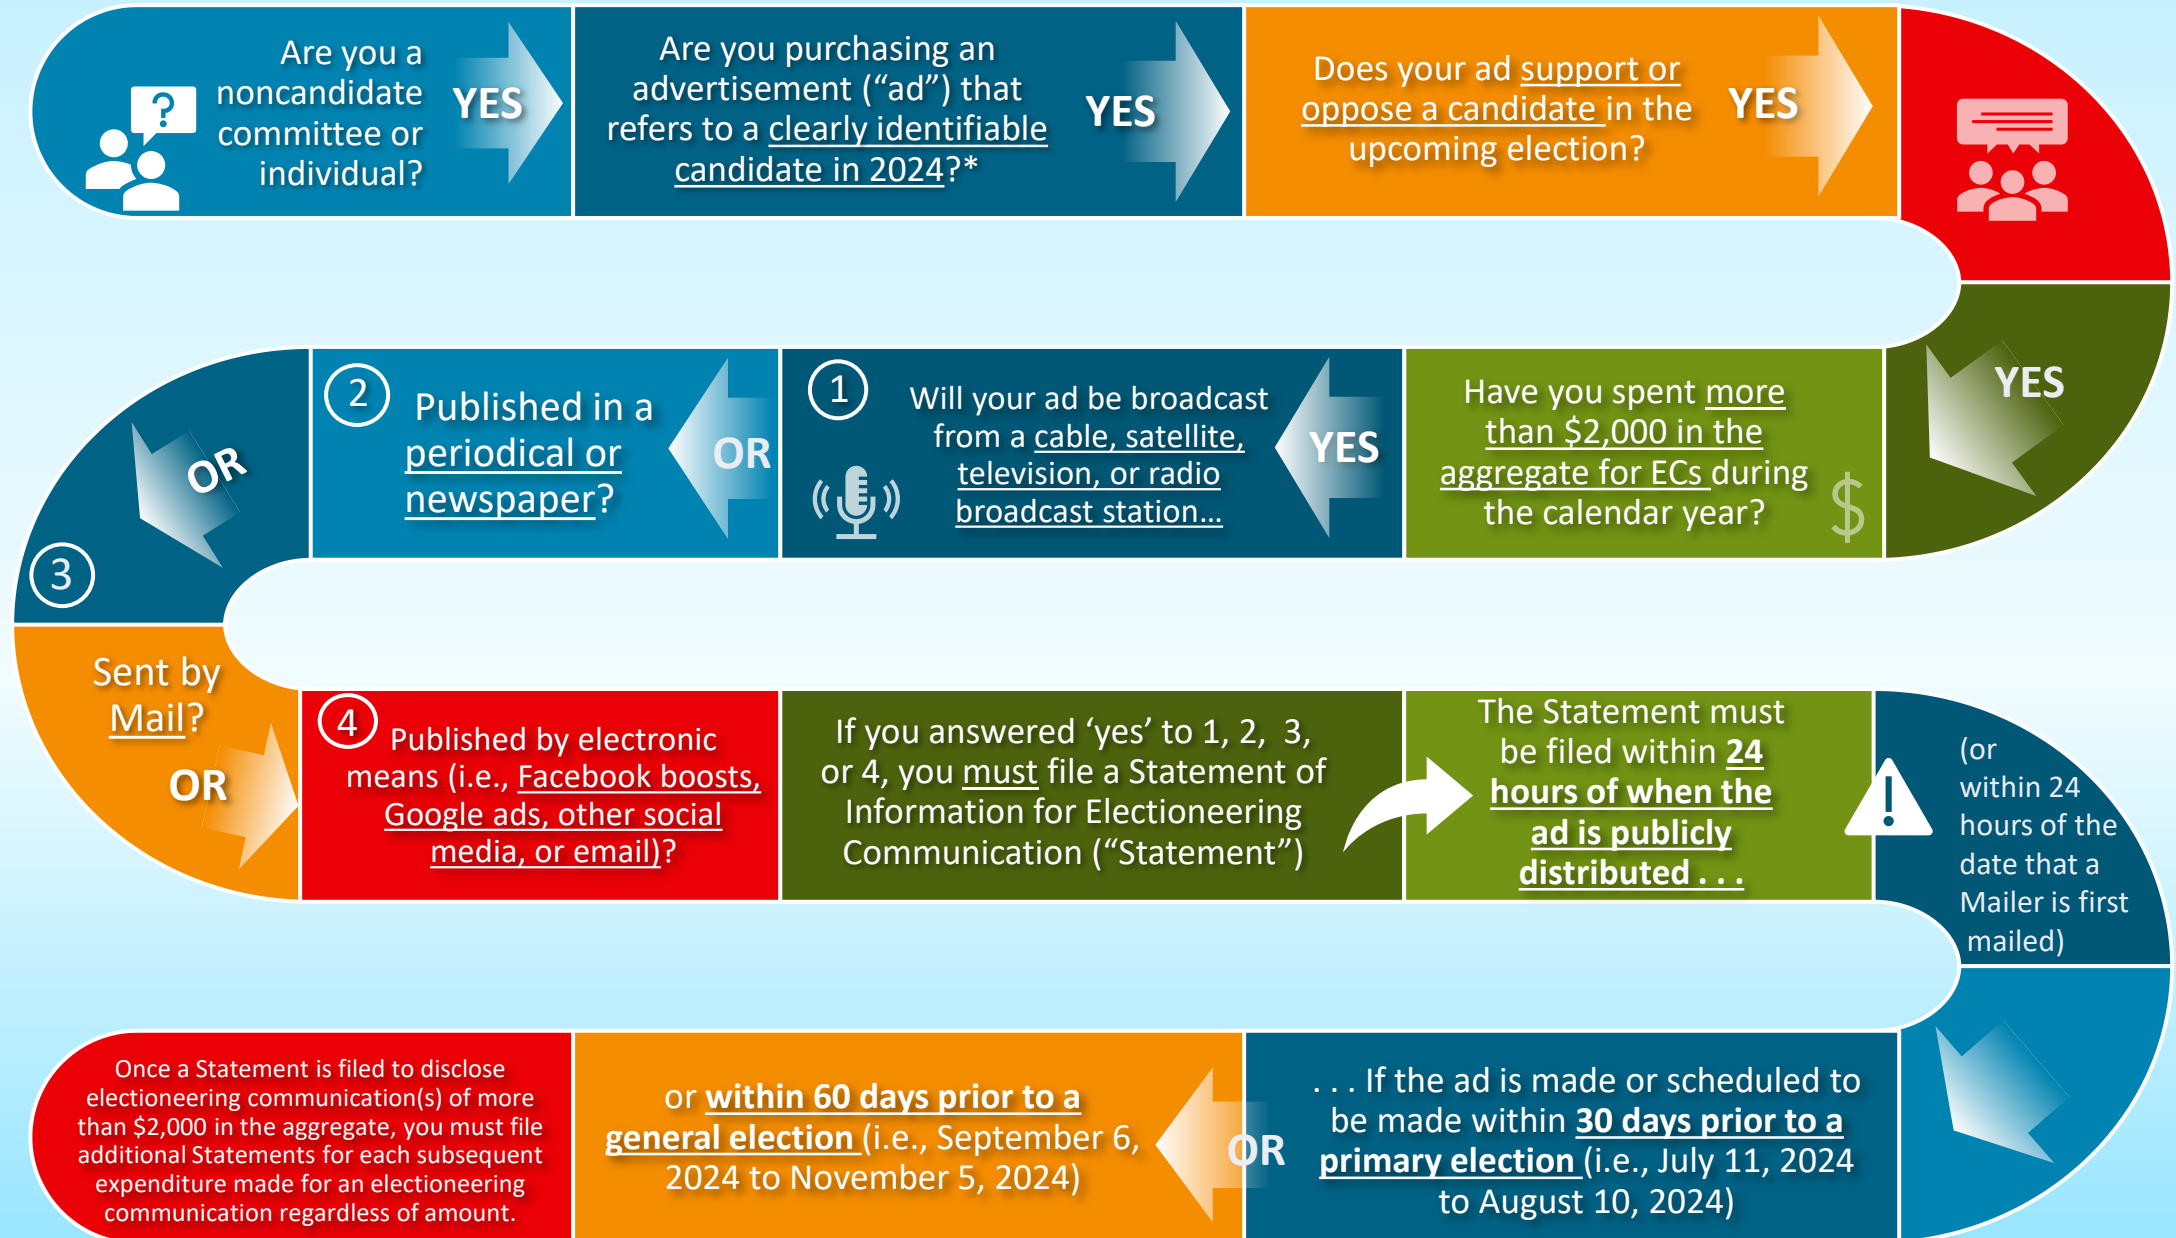 Are you a
noncandidate
committee or
individual?
YES
Are you purchasing an
advertisement (“ad”) that
refers to a clearly identifiable
candidate in 2024?*
YES
Does your ad support or
oppose a candidate in the
upcoming election?
YES
?
YES
Have you spent more
than $2,000 in the
aggregate for ECs during
the calendar year?
$
YES
1
Will your ad be broadcast
from a cable, satellite,
television, or radio
broadcast station…
OR
2
Published in a
periodical or
newspaper?
OR
3
Sent by
Mail?
OR
4
Published by electronic
means (i.e., Facebook boosts,
Google ads, other social
media, or email)?
If you answered ‘yes’ to 1, 2, 3,
or 4, you must file a Statement of
Information for Electioneering
Communication (“Statement”)
The Statement must
be filed within 24
hours of when the
ad is publicly
distributed . . .
!
(or
within 24
hours of the
date that a
Mailer is first
mailed)
. . . If the ad is made or scheduled to
be made within 30 days prior to a
primary election (i.e., July 11, 2024
to August 10, 2024)
OR
or within 60 days prior to a
general election (i.e., September 6,
2024 to November 5, 2024)
Once a Statement is filed to disclose
electioneering communication(s) of more
than $2,000 in the aggregate, you must file
additional Statements for each subsequent
expenditure made for an electioneering
communication regardless of amount.